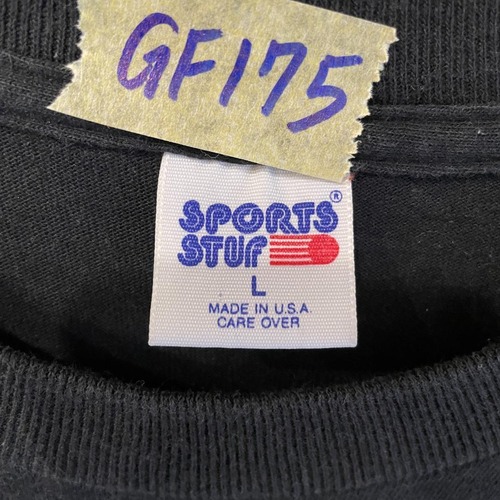 GF175
SPORTS®
STUF
L
MADE IN U.S.A.
CARE OVER